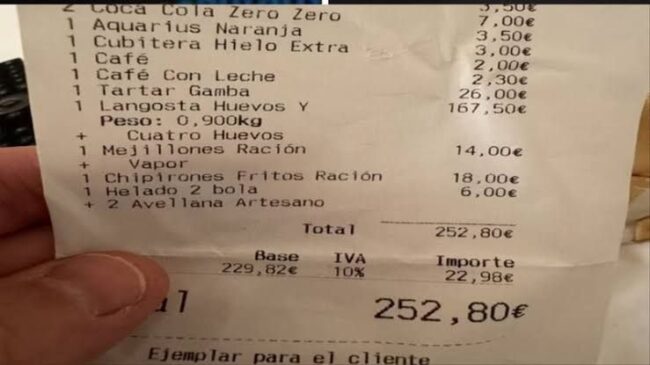 3,50€
2 Coca Cola Zero Zero 7,00€
1 Aquarius Naranja 3,50€
1 Cubitera Hielo Extra 3,00€
1 Café 2,00€
1 Café Con Leche 2,30€
1 Tartar Gamba 26,00€
1 Langosta Huevos Y 167,50€
Peso: 0,900kg
+ Cuatro Huevos
1 Mejillones Ración 14,00€
+ Vapor
1 Chipirones Fritos Ración 18,00€
1 Helado 2 bola 6,00€
+ 2 Avellana Artesano
Total 252,80€
Base IVA Importe
229,82€ 10% 22,98€
252,80€
Ejemplar para el cliente